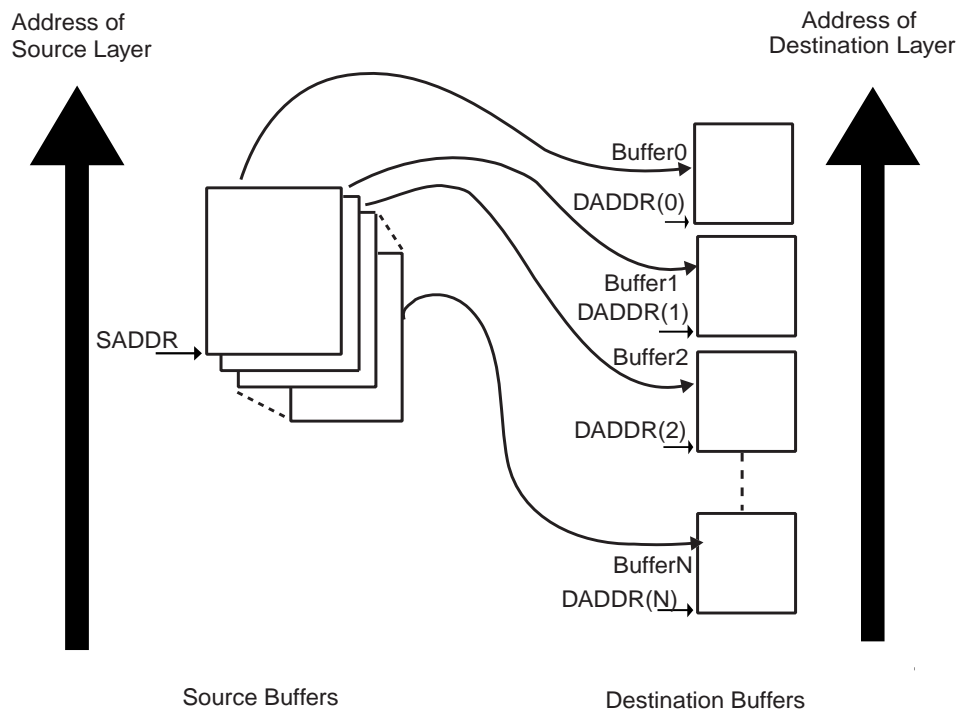 Address of
Source Layer
Address of
Destination Layer
Buffer0
DADDR(0)
Buffer1
DADDR(1)
SADDR
Buffer2
DADDR(2)
BufferN
DADDR(N)
Source Buffers
Destination Buffers